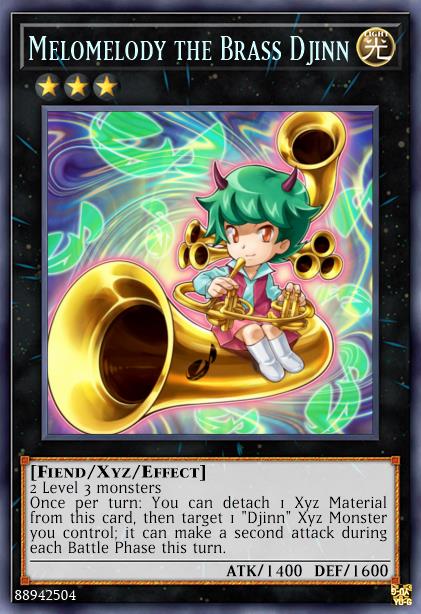 MELOMELODY THE BRASS DJINN
LIGHT
光
[FIEND/XYZ/EFFECT]
2 Level 3 monsters
Once per turn: You can detach 1 Xyz Material
from this card, then target 1 "Djinn" Xyz Monster
you control; it can make a second attack during
each Battle Phase this turn.
ATK/1400 DEF/1600
88942504